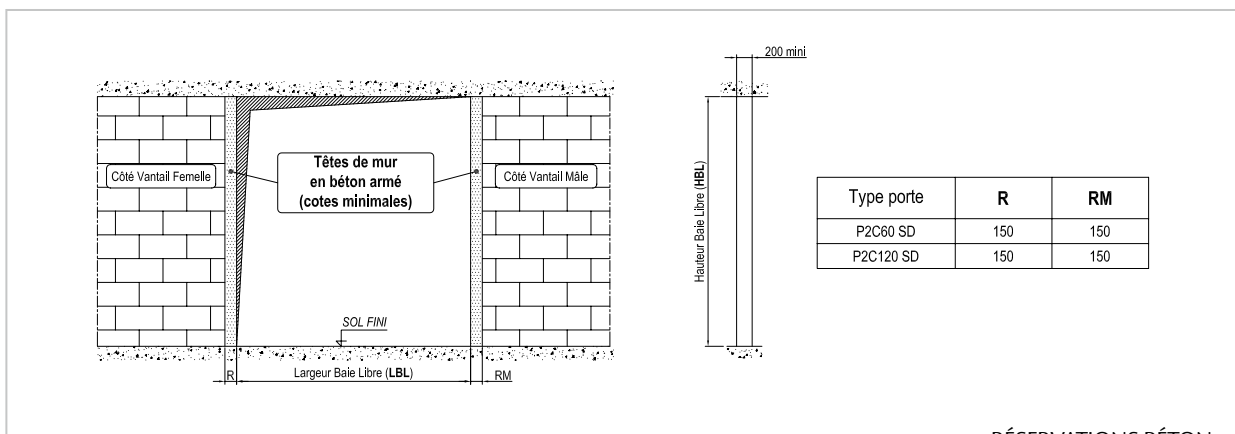 200 mini
Côté Vantail Femelle
Têtes de mur
en béton armé
(cotes minimales)
Côté Vantail Mâle
SOL FINI
R
Largeur Baie Libre (LBL)
RM
Hauteur Baie Libre (HBL)
Type porte R RM
P2C60 SD 150 150
P2C120 SD 150 150
RÉSERVATIONS BÉTON